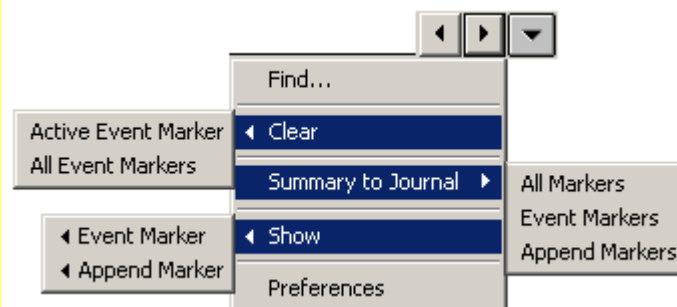 Find...
Clear
Active Event Marker
All Event Markers
Summary to Journal
All Markers
Event Markers
Append Markers
Show
Event Marker
Append Marker
Preferences